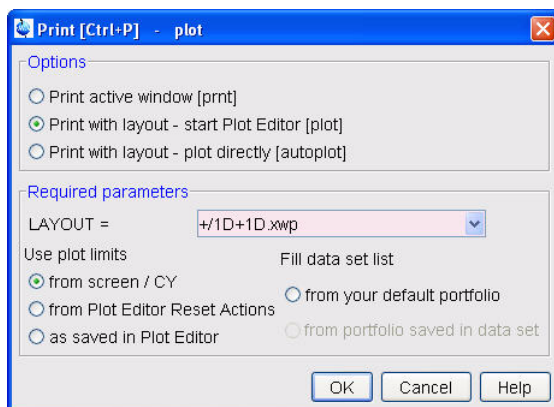 Print [Ctrl+P] - plot
Options
Print active window [prnt]
Print with layout - start Plot Editor [plot]
Print with layout - plot directly [autoplot]
Required parameters
LAYOUT = +/1D+1D.xwp
Use plot limits
Fill data set list
from screen / CY
from your default portfolio
from Plot Editor Reset Actions
from portfolio saved in data set
as saved in Plot Editor
OK Cancel Help